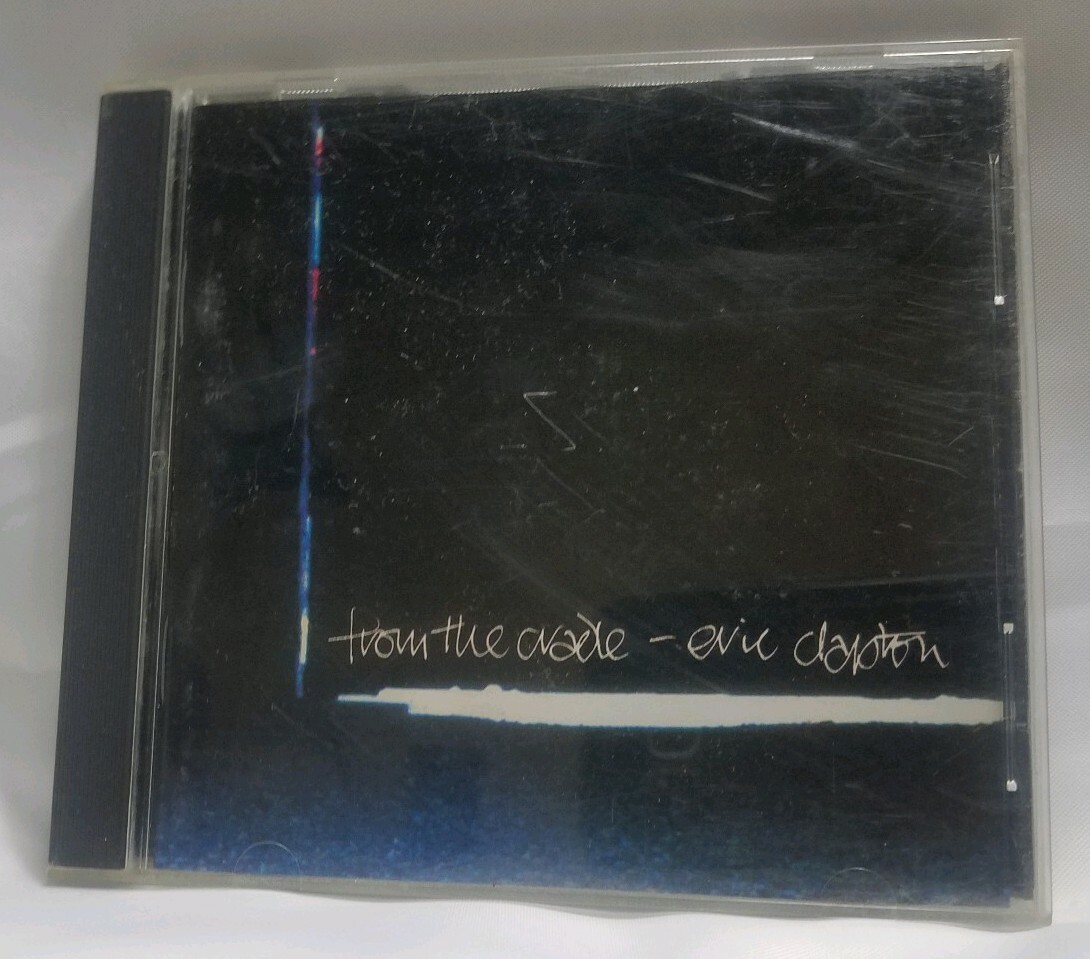 from the cradle - eric clapton